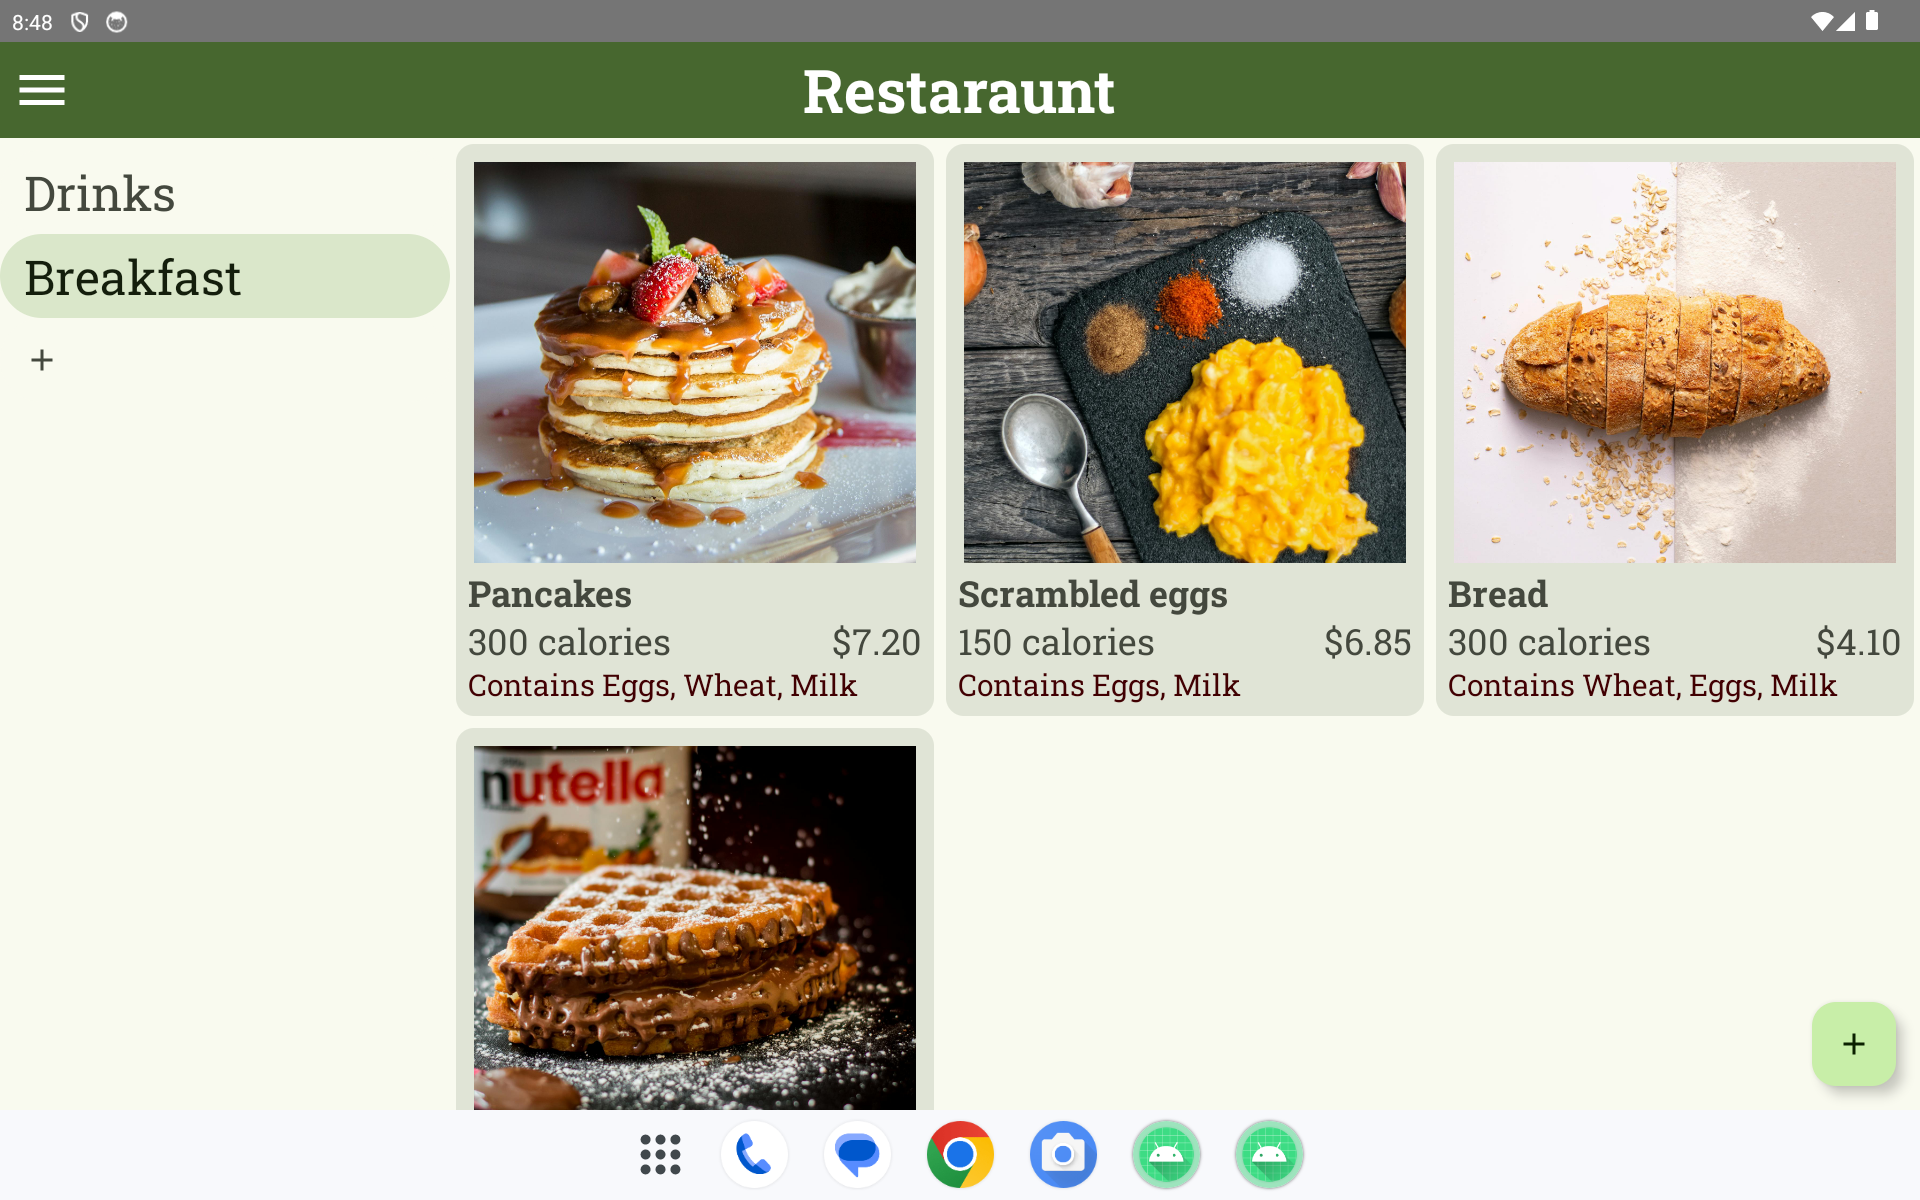 8:48
Restaraunt
Drinks
Breakfast
+
Pancakes
300 calories $7.20
Contains Eggs, Wheat, Milk
Scrambled eggs
150 calories $6.85
Contains Eggs, Milk
Bread
300 calories $4.10
Contains Wheat, Eggs, Milk
nutella
+